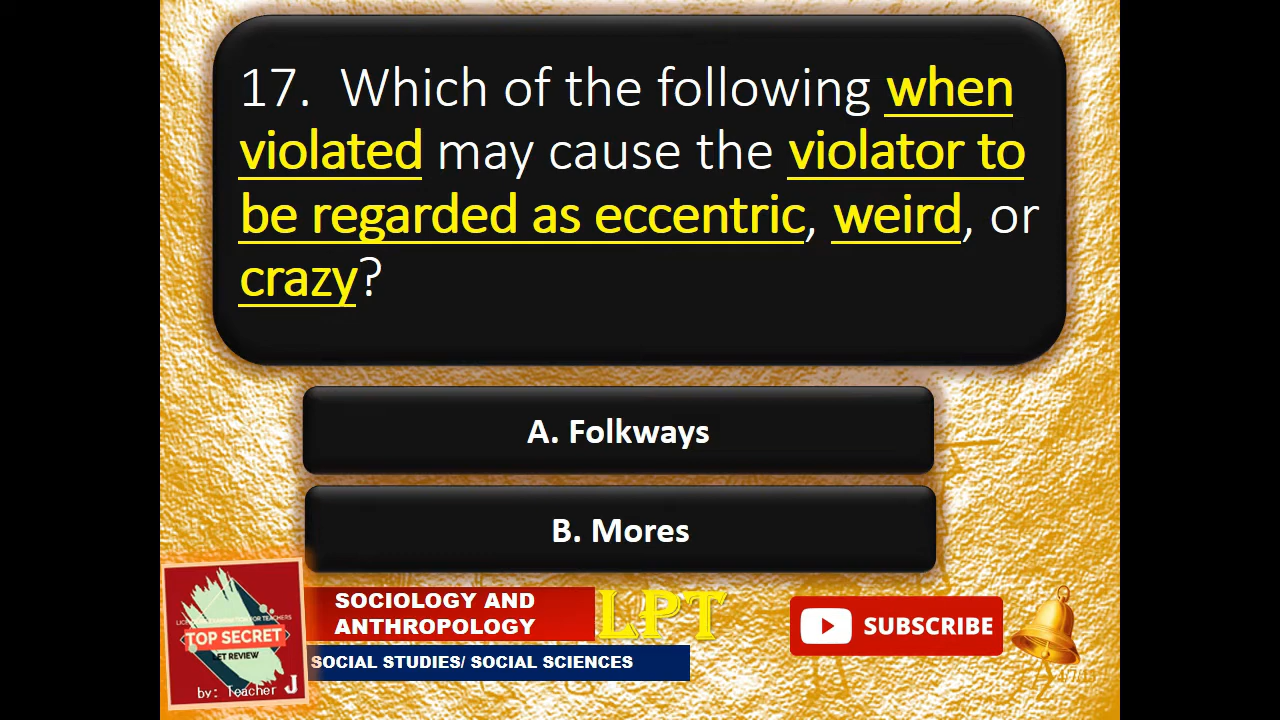 17. Which of the following when
violated may cause the violator to
be regarded as eccentric, weird, or
crazy?
A. Folkways
B. Mores
SOCIOLOGY AND
ANTHROPOLOGY
LPT
SUBSCRIBE
SOCIAL STUDIES/ SOCIAL SCIENCES
TOP SECRET
LET REVIEW
by: Teacher J